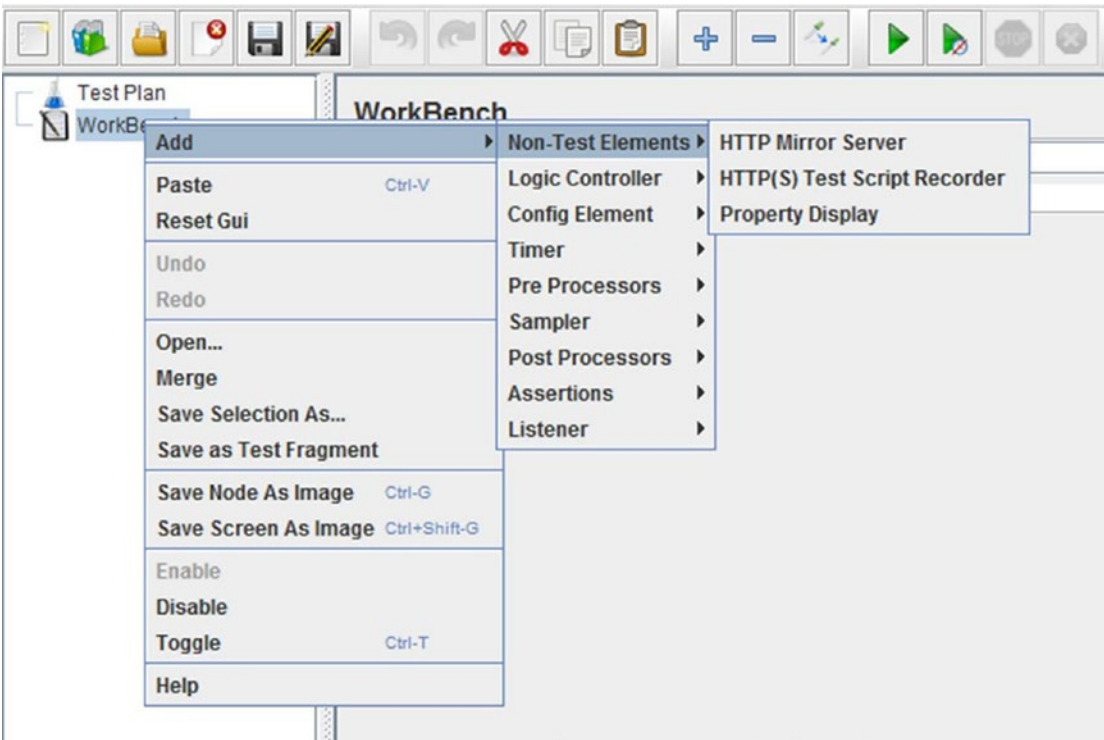 STOP
Test Plan
WorkBench
WorkBench
Add
Paste Ctrl-V
Reset Gui
Undo
Redo
Open...
Merge
Save Selection As...
Save as Test Fragment
Save Node As Image Ctrl-G
Save Screen As Image Ctrl+Shift-G
Enable
Disable
Toggle Ctrl-T
Help
Non-Test Elements
Logic Controller
Config Element
Timer
Pre Processors
Sampler
Post Processors
Assertions
Listener
HTTP Mirror Server
HTTP(S) Test Script Recorder
Property Display